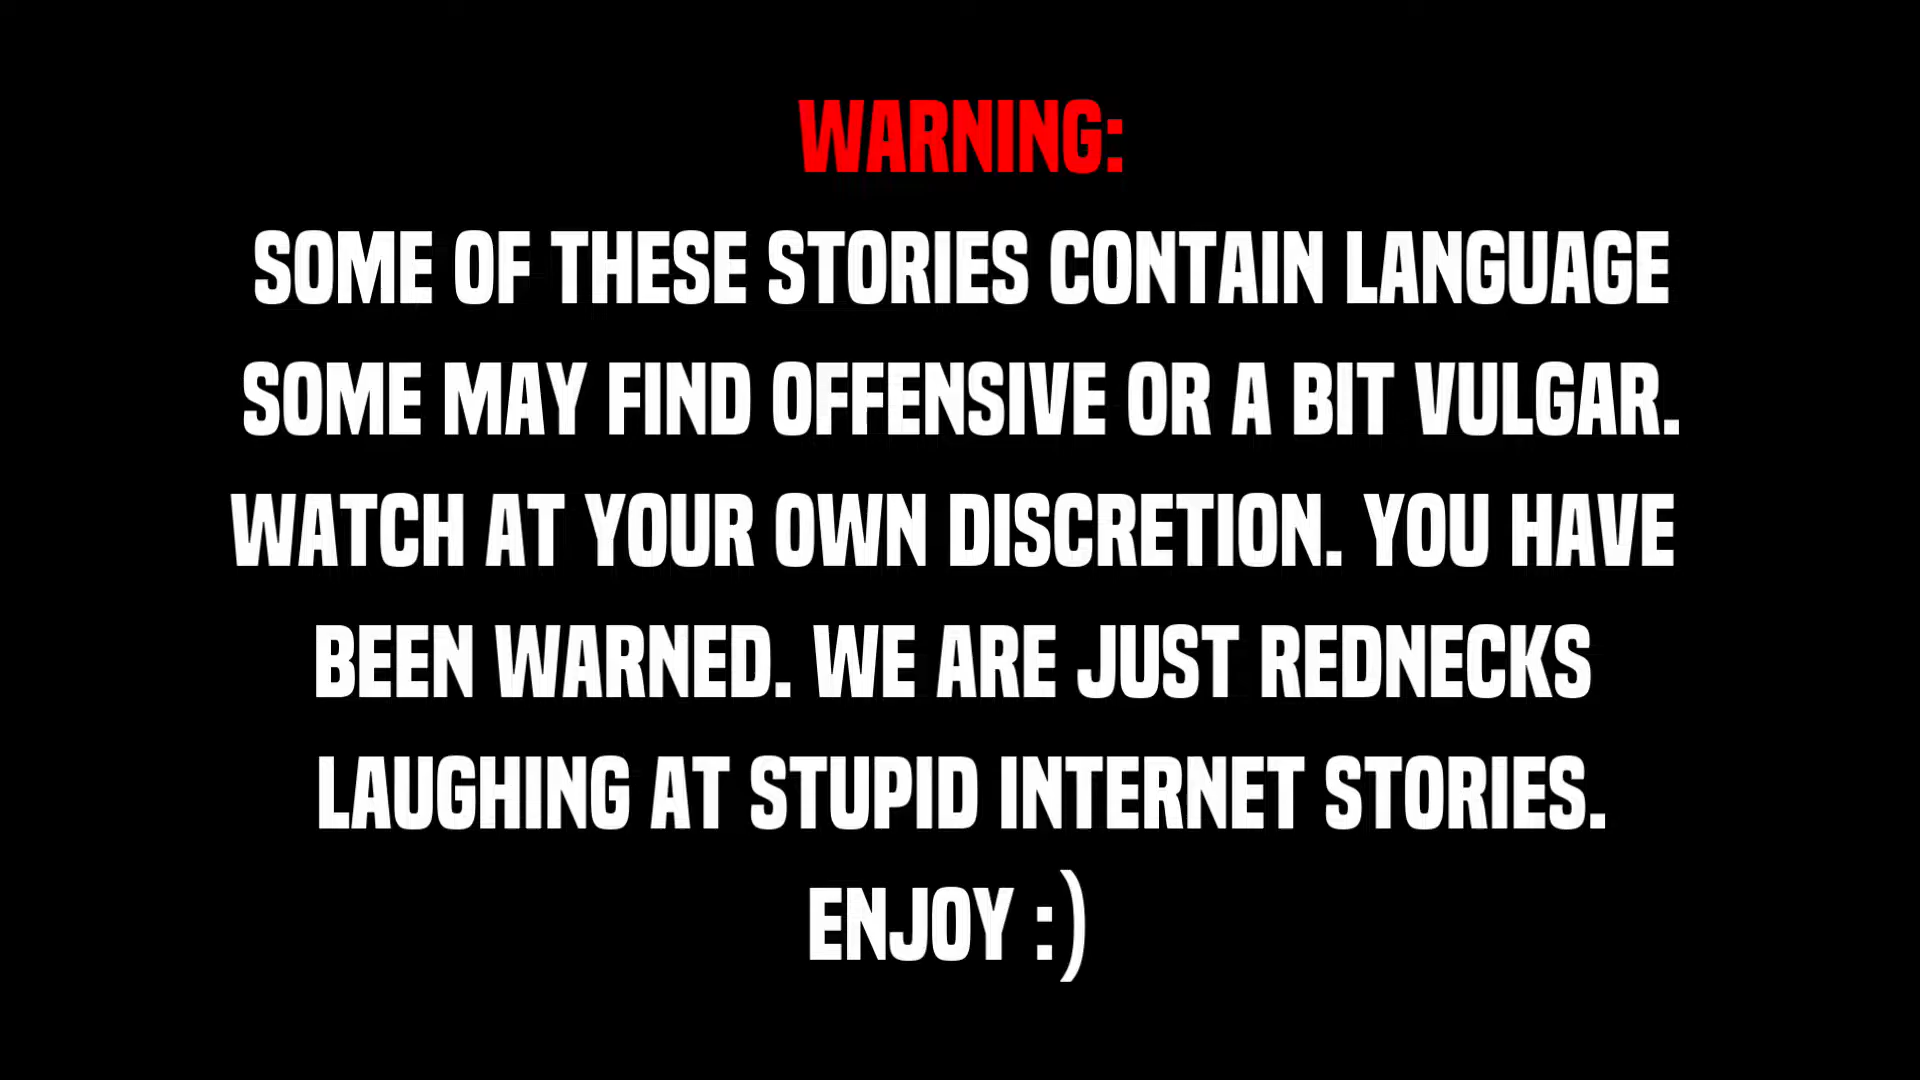 WARNING:
SOME OF THESE STORIES CONTAIN LANGUAGE
SOME MAY FIND OFFENSIVE OR A BIT VULGAR.
WATCH AT YOUR OWN DISCRETION. YOU HAVE
BEEN WARNED. WE ARE JUST REDNECKS
LAUGHING AT STUPID INTERNET STORIES.
ENJOY :)